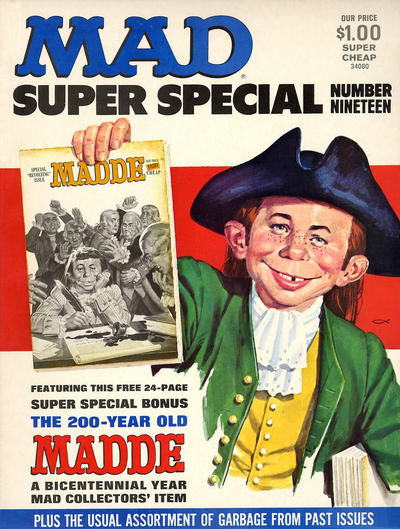 MAD
OUR PRICE
$1.00
SUPER
CHEAP
34080
SUPER SPECIAL
NUMBER
NINETEEN
SPECIAL
"REVOLTING"
ISSUE
MADDE
CHEAP
FEATURING THIS FREE 24-PAGE
SUPER SPECIAL BONUS
THE 200-YEAR OLD
MADDE
A BICENTENNIAL YEAR
MAD COLLECTORS' ITEM
PLUS THE USUAL ASSORTMENT OF GARBAGE FROM PAST ISSUES